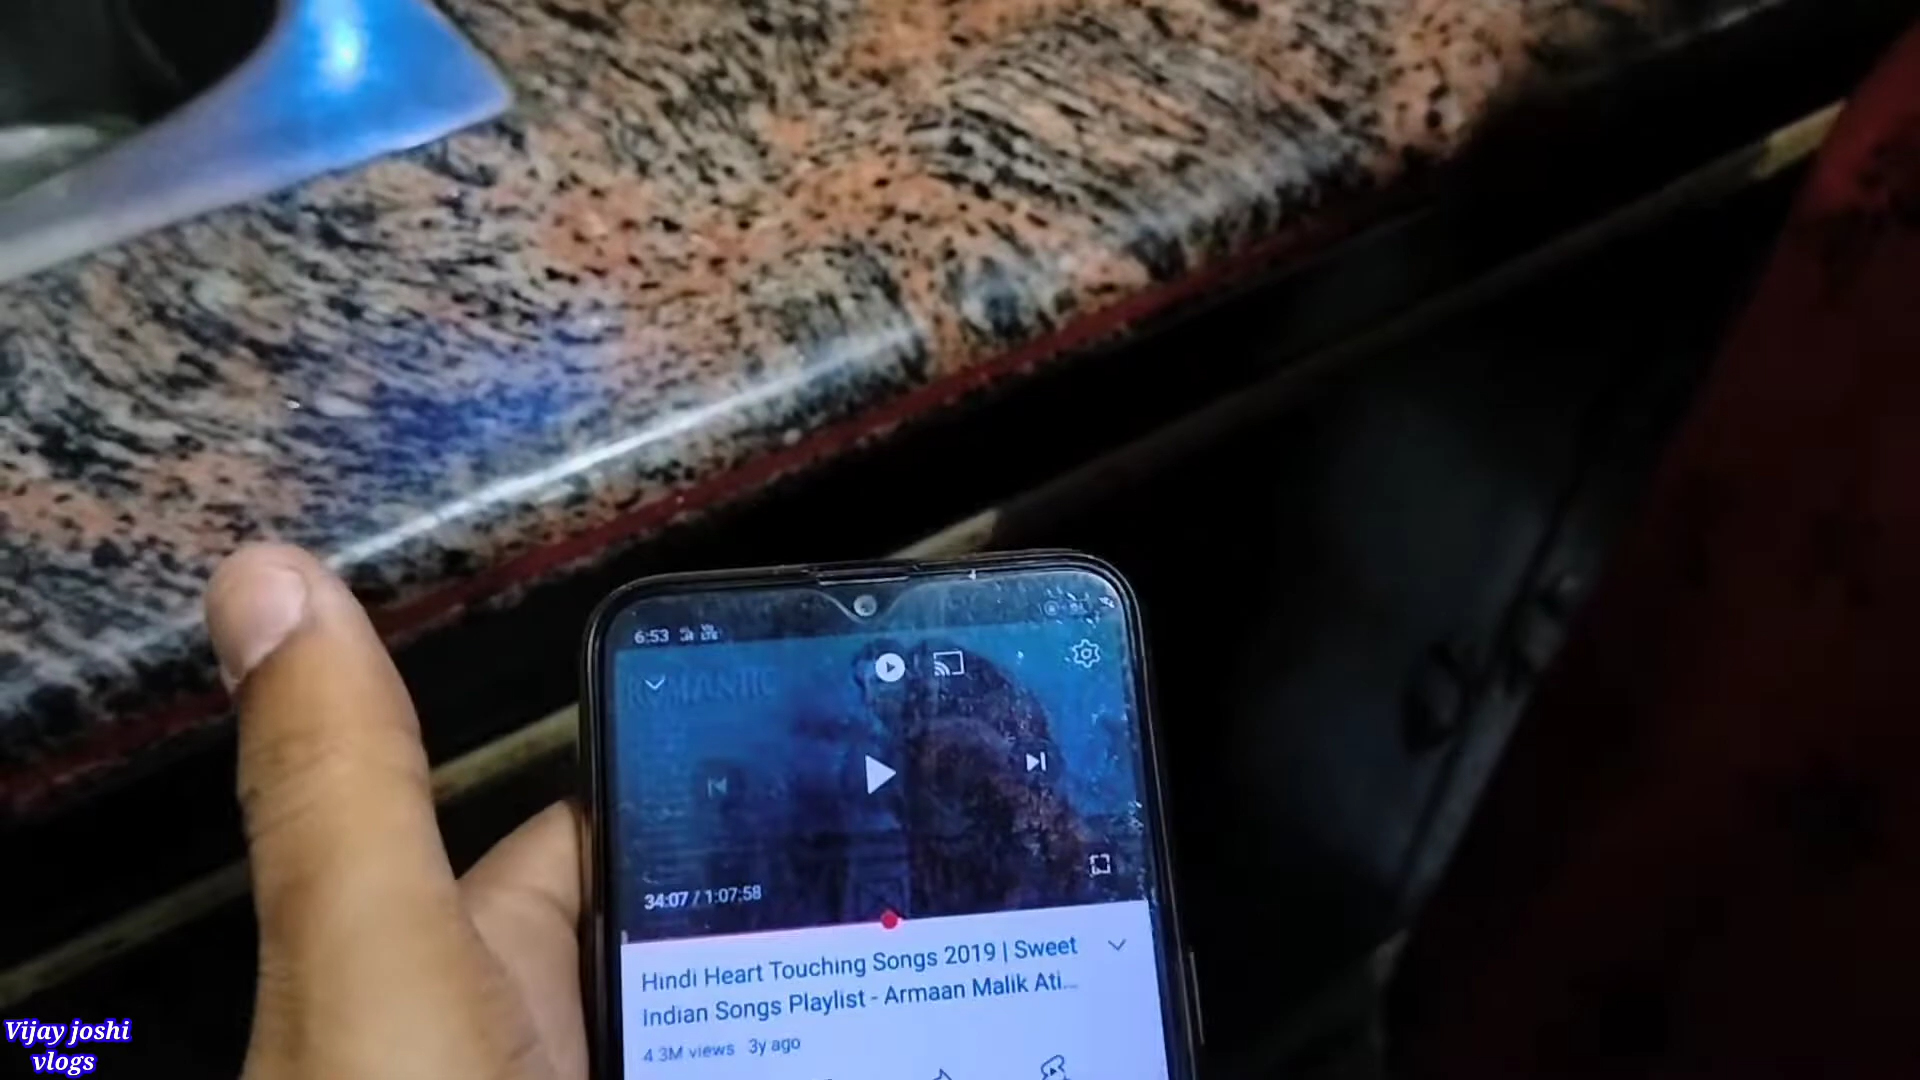 6:53
ROMANTIC
34:07 / 1:07:58
Hindi Heart Touching Songs 2019 | Sweet
Indian Songs Playlist - Armaan Malik Ati...
4.3M views 3y ago
Vijay joshi
vlogs